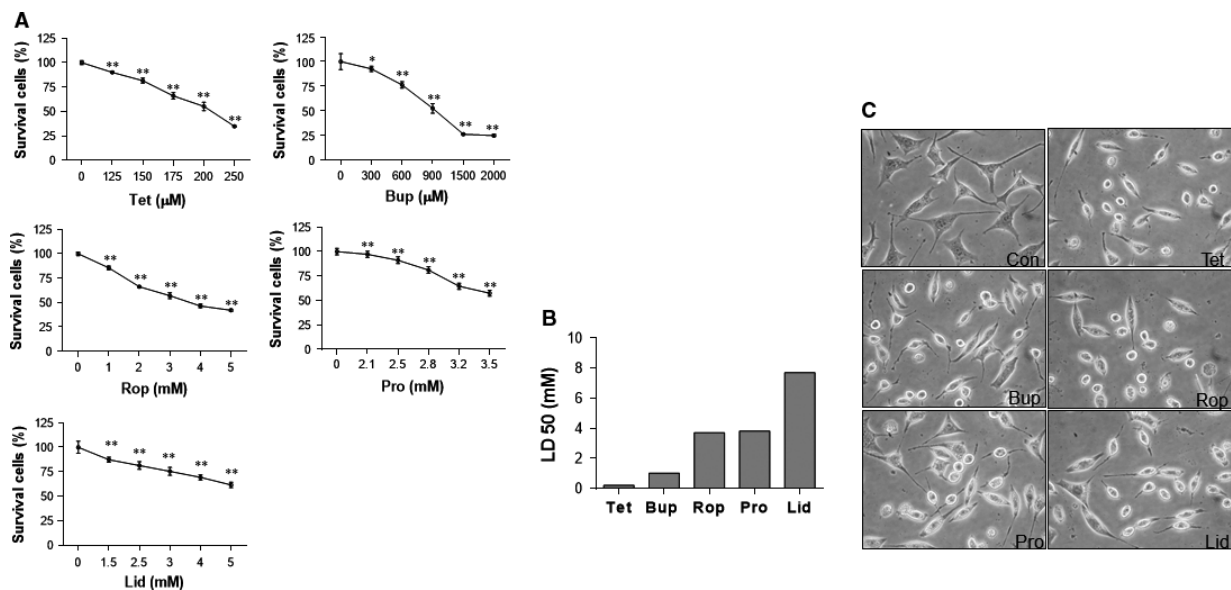 A
Survival cells (%)
125
100
75
50
25
0
** ** ** ** **
0 125 150 175 200 250
Tet (μM)
Survival cells (%)
125
100
75
50
25
0
* ** ** ** **
0 300 600 900 1500 2000
Bup (μM)
Survival cells (%)
125
100
75
50
25
0
** ** ** ** **
0 1 2 3 4 5
Rop (mM)
Survival cells (%)
125
100
75
50
25
0
** ** ** ** **
0 2.1 2.5 2.8 3.2 3.5
Pro (mM)
Survival cells (%)
125
100
75
50
25
0
** ** ** ** **
0 1.5 2.5 3 4 5
Lid (mM)
B
LD 50 (mM)
10
8
6
4
2
0
Tet Bup Rop Pro Lid
C
Con Tet
Bup Rop
Pro Lid